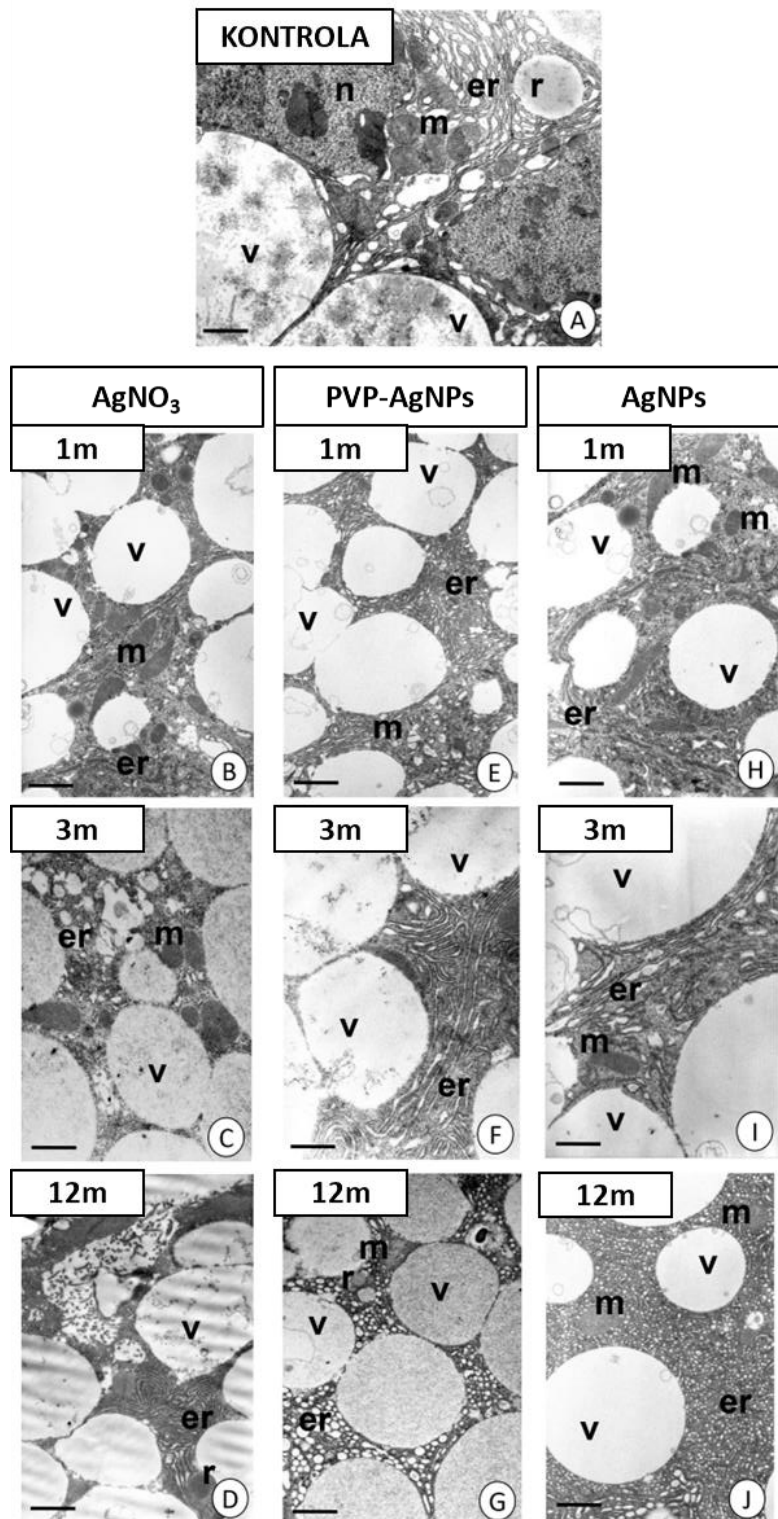 KONTROLA
n
er
r
m
v
v
A
AgNO₃
PVP-AgNPs
AgNPs
1m
v
v
m
er
B
1m
v
er
v
m
E
1m
m
m
v
v
er
H
3m
er
m
v
C
3m
v
v
er
F
3m
v
er
m
v
I
12m
v
er
r
D
12m
m
r
v
v
er
G
12m
m
v
m
er
v
J